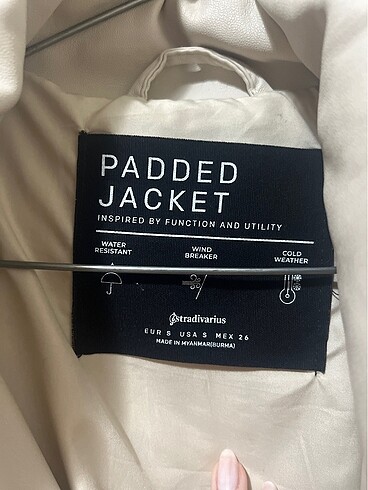 PADDED
JACKET
INSPIRED BY FUNCTION AND UTILITY
WATER RESISTANT
WIND BREAKER
COLD WEATHER
stradivarius
EUR S USA S MEX 26
MADE IN MYANMAR(BURMA)